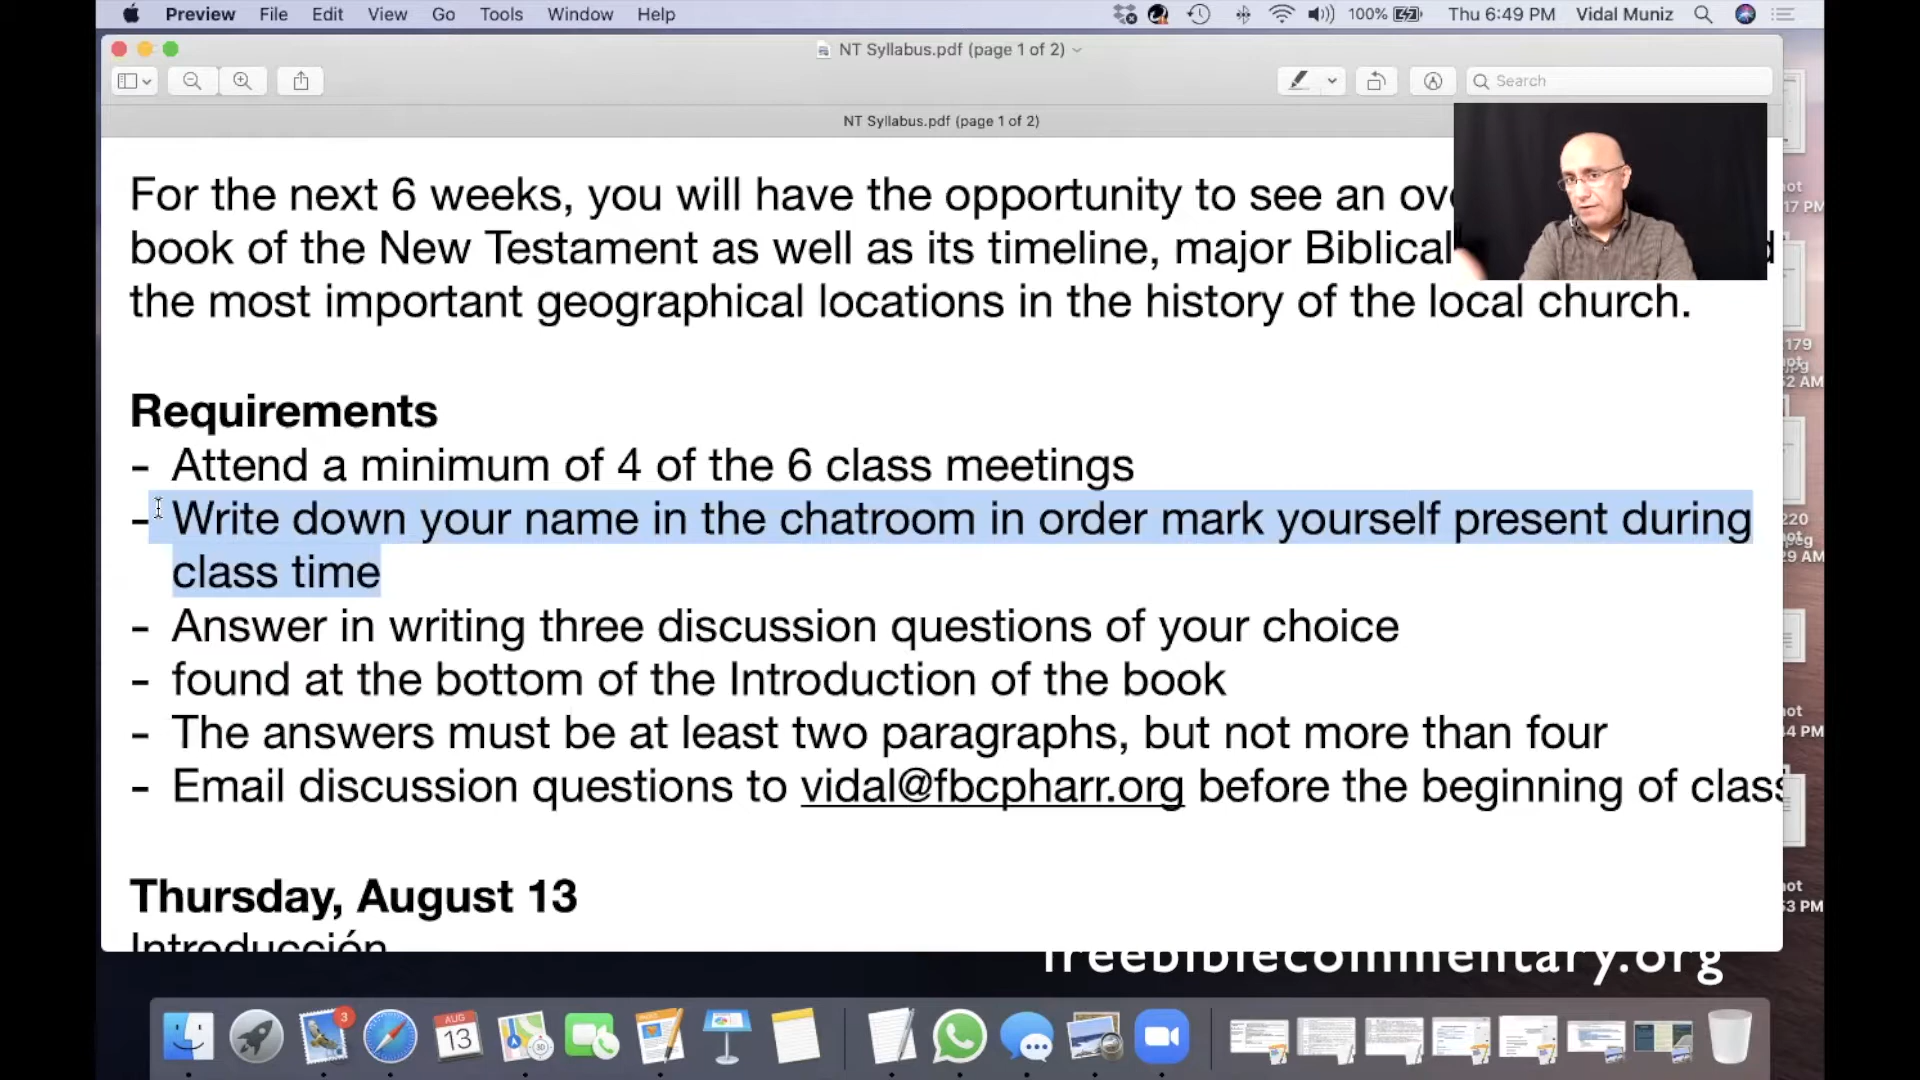 Preview File Edit View Go Tools Window Help 100% Thu 6:49 PM Vidal Muniz
NT Syllabus.pdf (page 1 of 2)
Search
NT Syllabus.pdf (page 1 of 2)
For the next 6 weeks, you will have the opportunity to see an
book of the New Testament as well as its timeline, major Biblical
the most important geographical locations in the history of the local church.
Requirements
- Attend a minimum of 4 of the 6 class meetings
- Write down your name in the chatroom in order mark yourself present during
class time
- Answer in writing three discussion questions of your choice
- found at the bottom of the Introduction of the book
- The answers must be at least two paragraphs, but not more than four
- Email discussion questions to vidal@fbcpharr.org before the beginning of class
Thursday, August 13
Introducción
freebiblecommentary.org
3
AUG
13